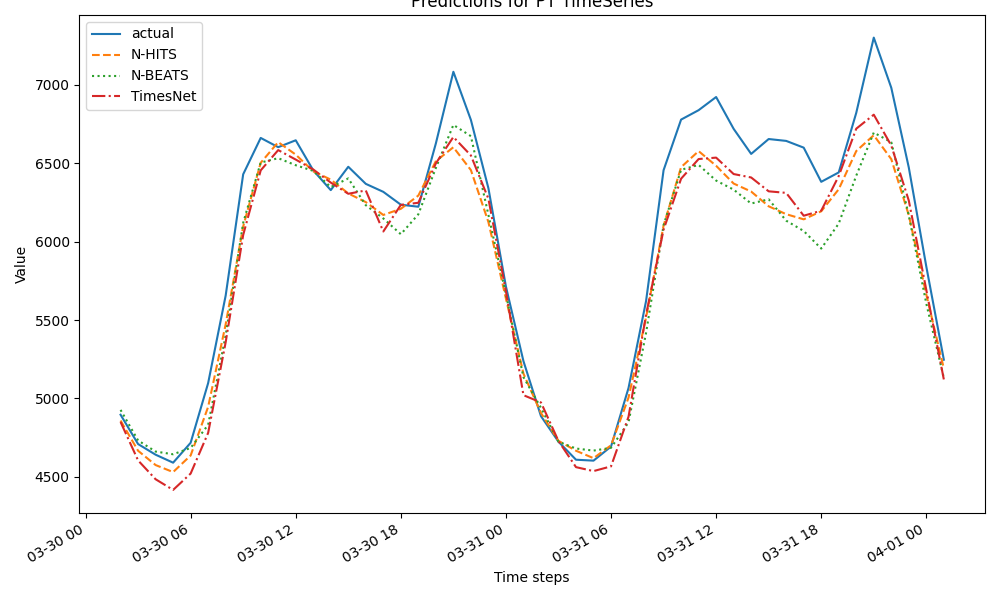 Predictions for PT TimeSeries
actual
N-HITS
N-BEATS
TimesNet
7000
6500
6000
5500
5000
4500
Value
03-30 00
03-30 06
03-30 12
03-30 18
03-31 00
03-31 06
03-31 12
03-31 18
04-01 00
Time steps